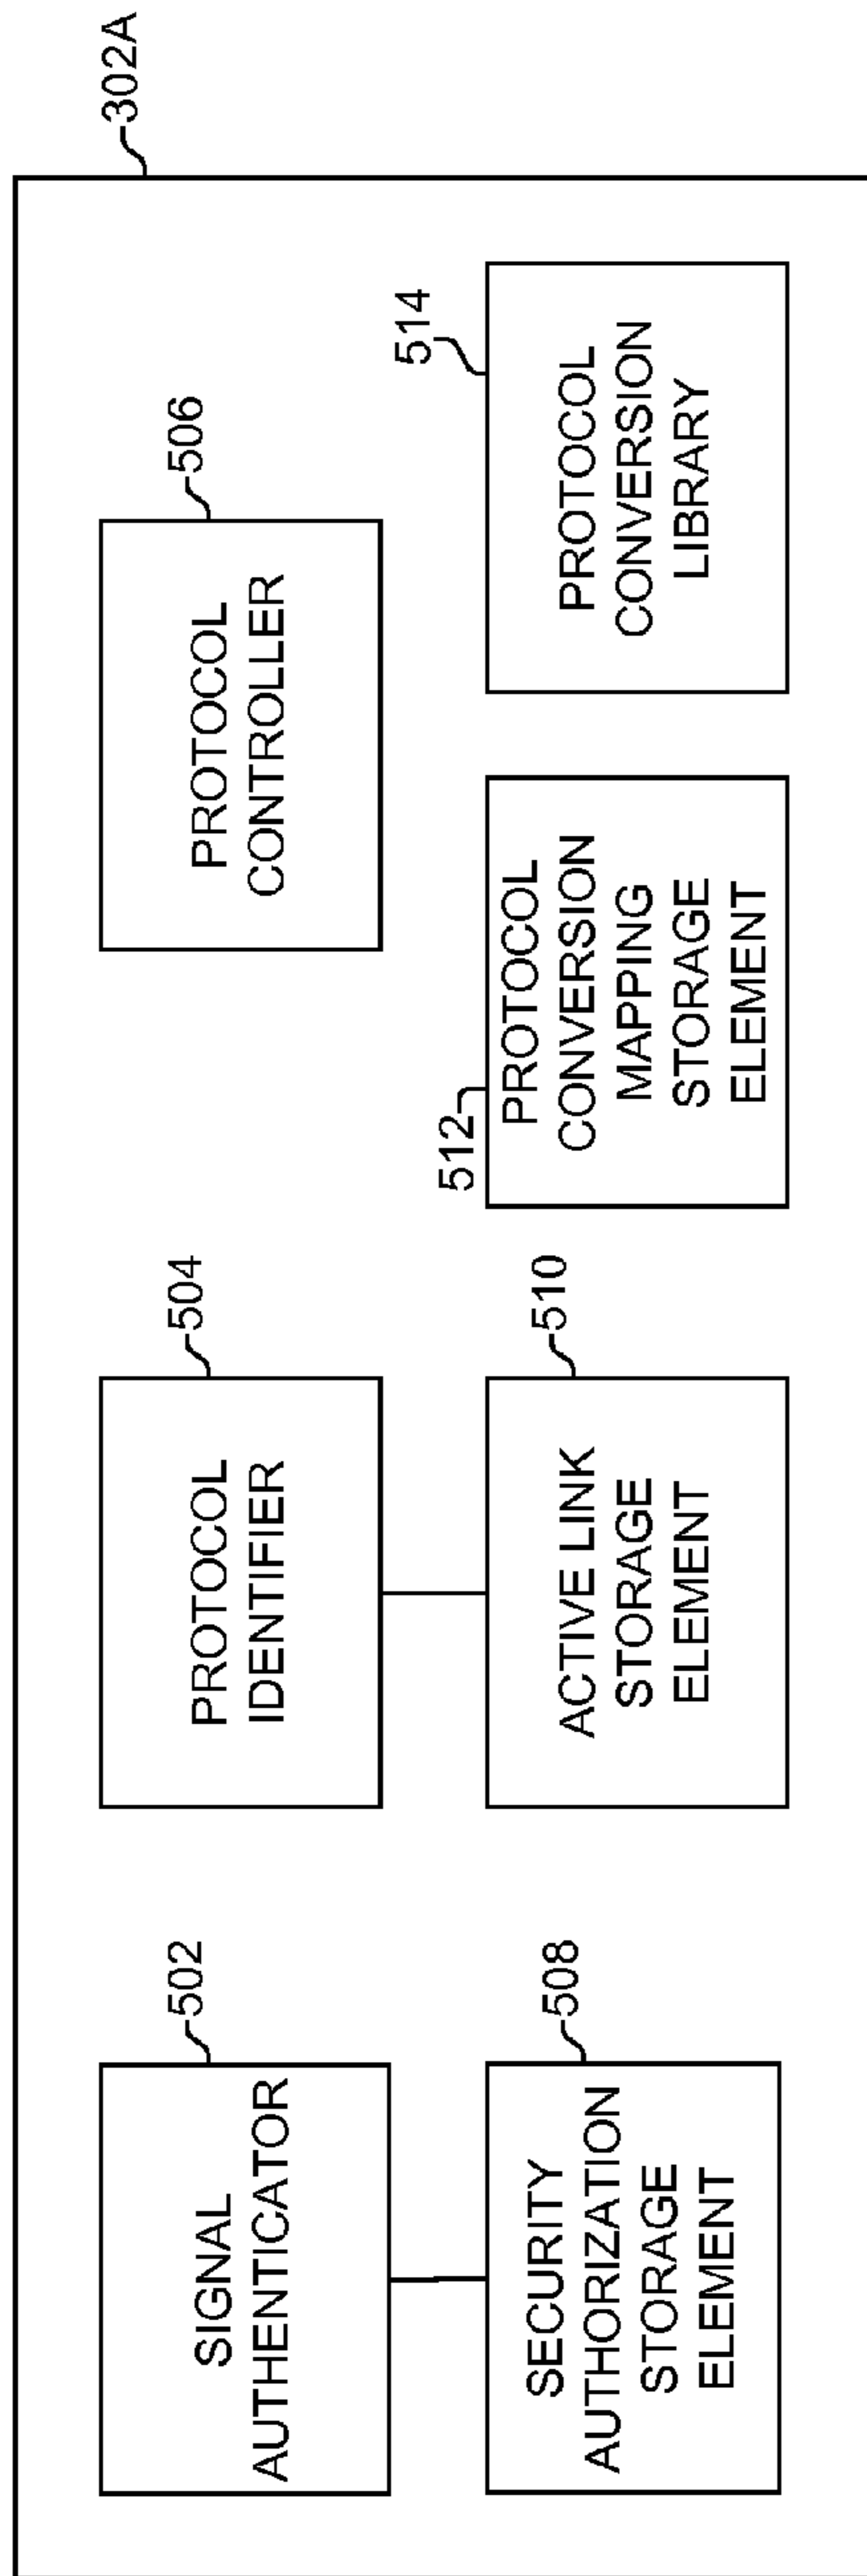 302A
502
SIGNAL
AUTHENTICATOR
504
PROTOCOL
IDENTIFIER
506
PROTOCOL
CONTROLLER
508
SECURITY
AUTHORIZATION
STORAGE
ELEMENT
510
ACTIVE LINK
STORAGE
ELEMENT
512
PROTOCOL
CONVERSION
MAPPING
STORAGE
ELEMENT
514
PROTOCOL
CONVERSION
LIBRARY